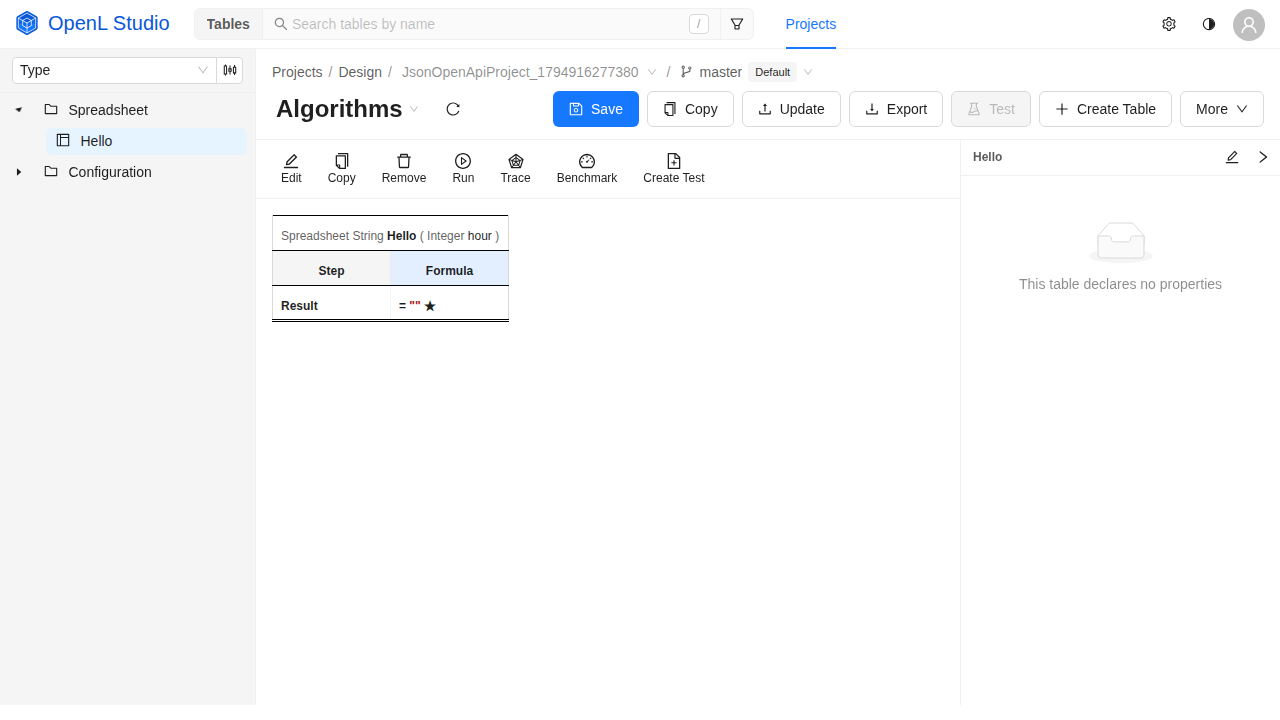 OpenL Studio
Tables
Search tables by name
/
Projects
Type
Spreadsheet
Hello
Configuration
Projects / Design / JsonOpenApiProject_1794916277380 / master Default
Algorithms
Save
Copy
Update
Export
Test
Create Table
More
Edit
Copy
Remove
Run
Trace
Benchmark
Create Test
Spreadsheet String Hello ( Integer hour )
Step Formula
Result = "" ★
Hello
This table declares no properties